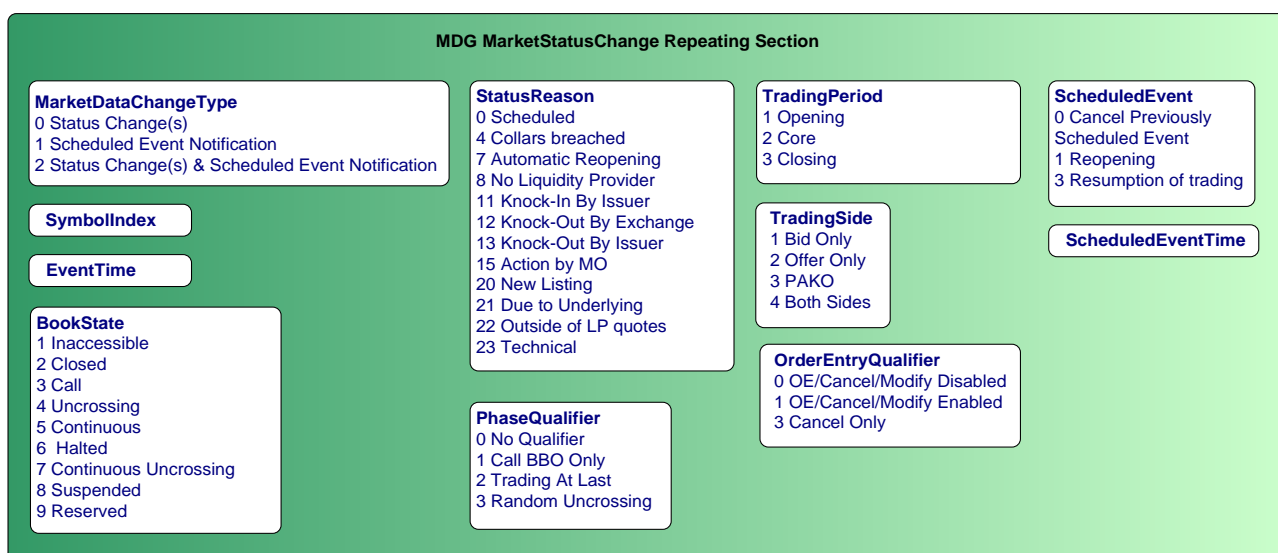 MDG MarketStatusChange Repeating Section
MarketDataChangeType
0 Status Change(s)
1 Scheduled Event Notification
2 Status Change(s) & Scheduled Event Notification
SymbolIndex
EventTime
BookState
1 Inaccessible
2 Closed
3 Call
4 Uncrossing
5 Continuous
6 Halted
7 Continuous Uncrossing
8 Suspended
9 Reserved
StatusReason
0 Scheduled
4 Collars breached
7 Automatic Reopening
8 No Liquidity Provider
11 Knock-In By Issuer
12 Knock-Out By Exchange
13 Knock-Out By Issuer
15 Action by MO
20 New Listing
21 Due to Underlying
22 Outside of LP quotes
23 Technical
PhaseQualifier
0 No Qualifier
1 Call BBO Only
2 Trading At Last
3 Random Uncrossing
TradingPeriod
1 Opening
2 Core
3 Closing
TradingSide
1 Bid Only
2 Offer Only
3 PAKO
4 Both Sides
OrderEntryQualifier
0 OE/Cancel/Modify Disabled
1 OE/Cancel/Modify Enabled
3 Cancel Only
ScheduledEvent
0 Cancel Previously
Scheduled Event
1 Reopening
3 Resumption of trading
ScheduledEventTime